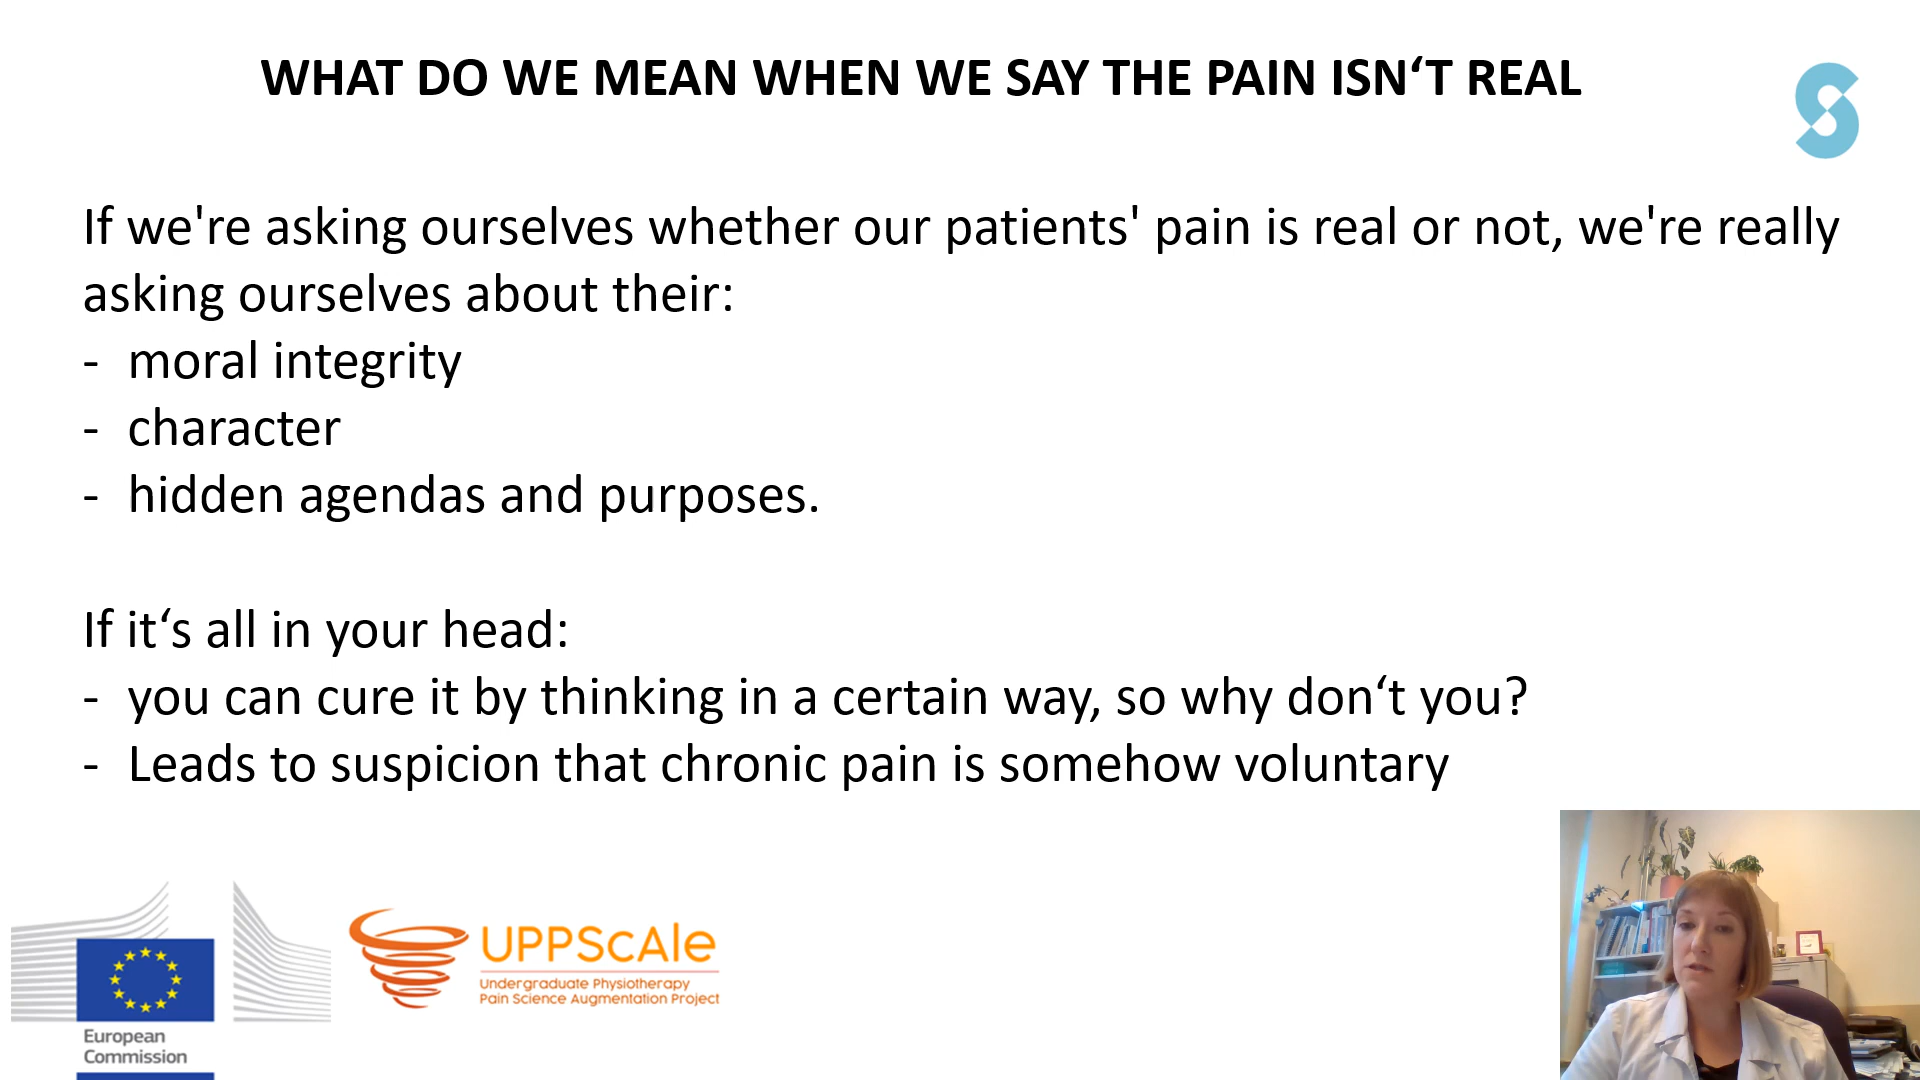 WHAT DO WE MEAN WHEN WE SAY THE PAIN ISN‘T REAL
If we're asking ourselves whether our patients' pain is real or not, we're really
asking ourselves about their:
- moral integrity
- character
- hidden agendas and purposes.
If it‘s all in your head:
- you can cure it by thinking in a certain way, so why don‘t you?
- Leads to suspicion that chronic pain is somehow voluntary
European
Commission
UPPScAle
Undergraduate Physiotherapy
Pain Science Augmentation Project